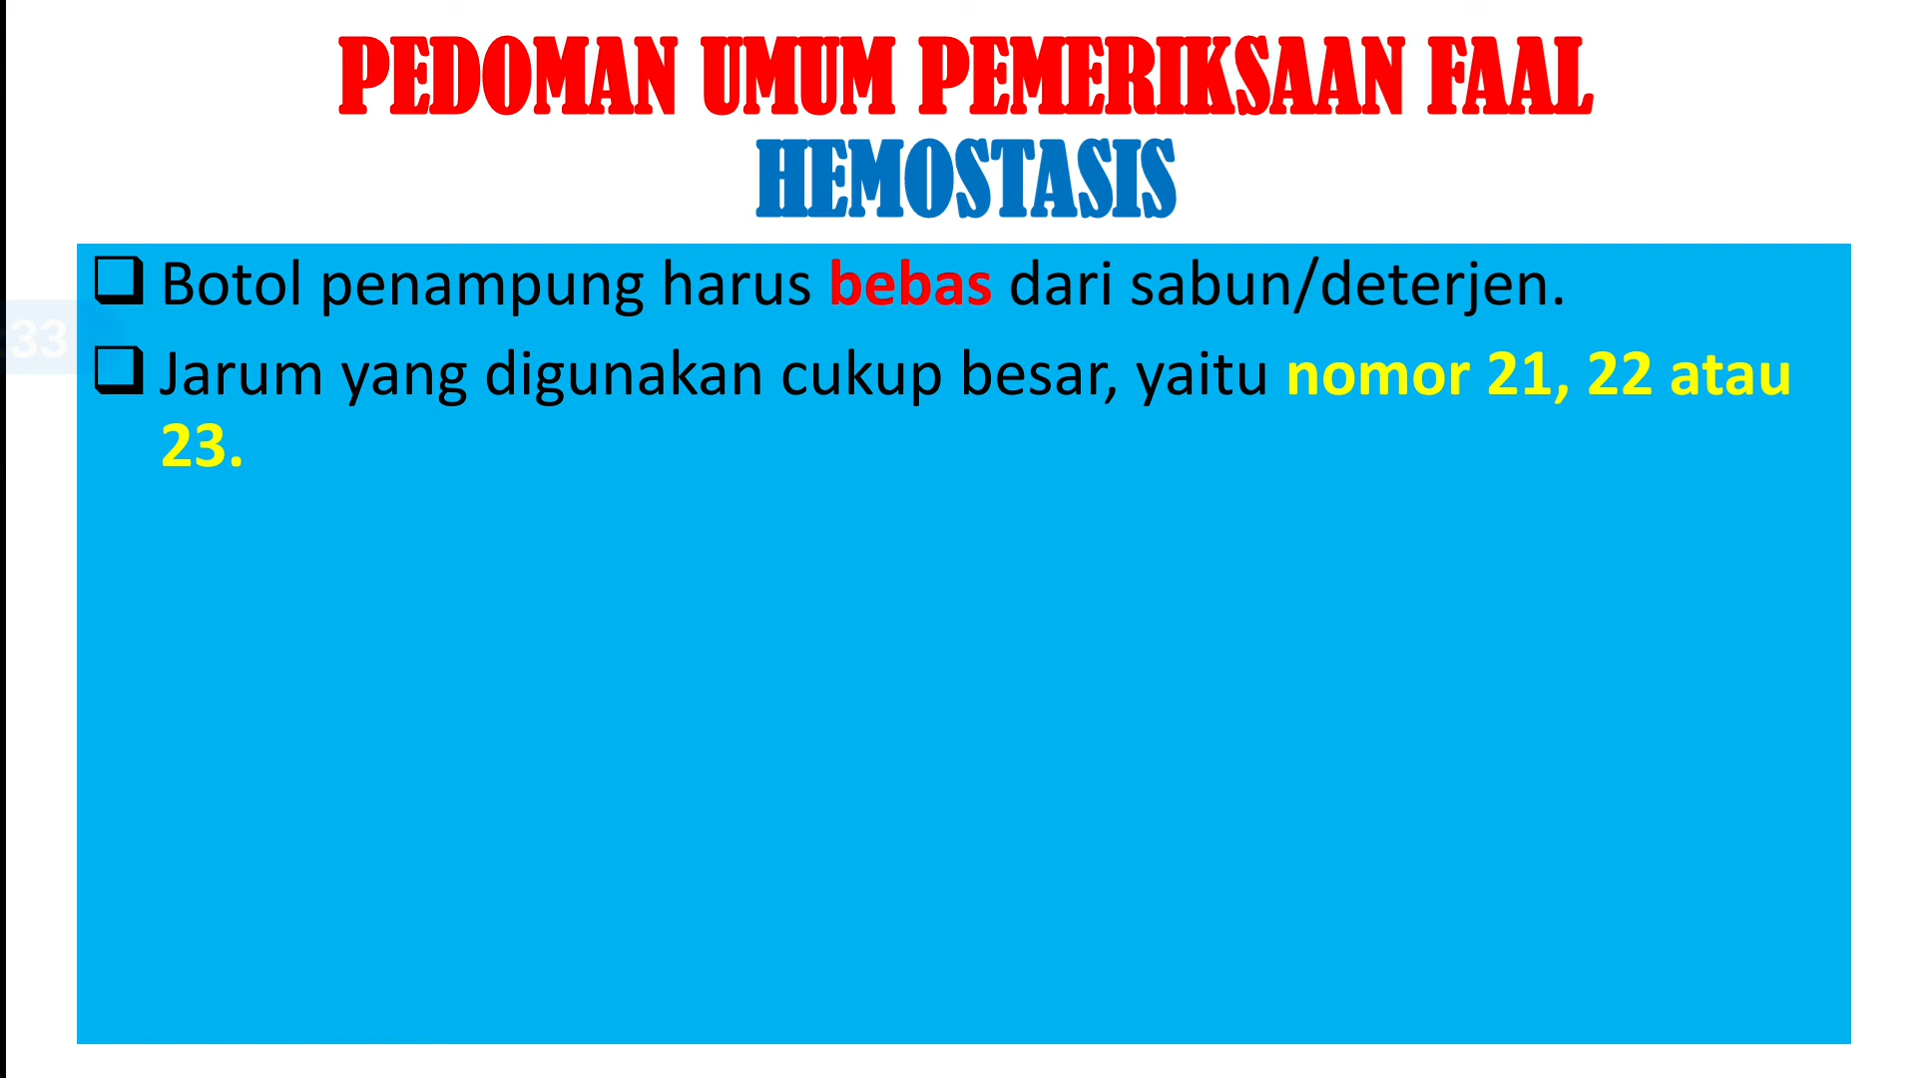 PEDOMAN UMUM PEMERIKSAAN FAAL
HEMOSTASIS
Botol penampung harus bebas dari sabun/deterjen.
33
Jarum yang digunakan cukup besar, yaitu nomor 21, 22 atau
23.